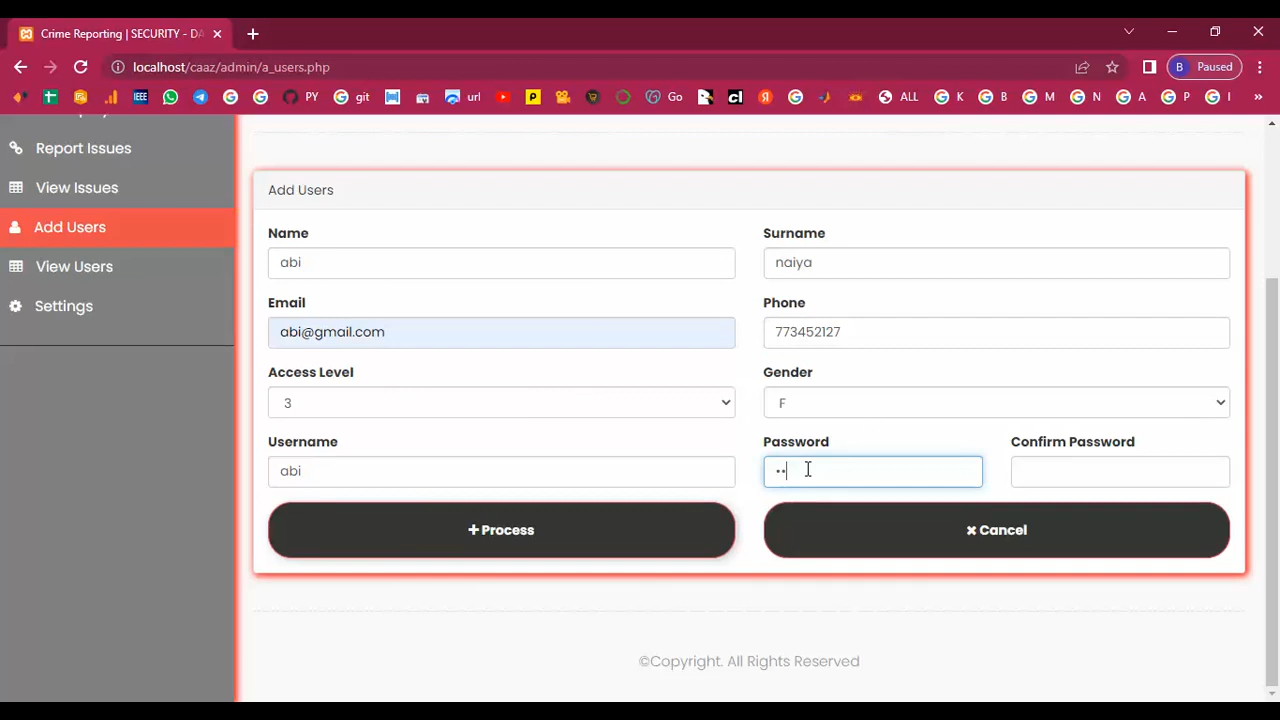 Crime Reporting | SECURITY - DA
localhost/caaz/admin/a_users.php
B Paused
IEEE PY git url P Go cl ALL K B M N A P I »
Report Issues
View Issues
Add Users
View Users
Settings
Add Users
Name Surname
abi naiya
Email Phone
abi@gmail.com 773452127
Access Level Gender
3 F
Username Password Confirm Password
abi ••
Process Cancel
©Copyright. All Rights Reserved